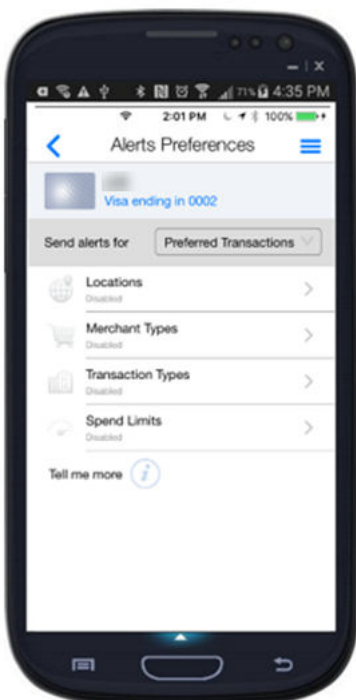 71% 4:35 PM
2:01 PM 100%
Alerts Preferences
Visa ending in 0002
Send alerts for Preferred Transactions
Locations
Disabled
Merchant Types
Disabled
Transaction Types
Disabled
Spend Limits
Disabled
Tell me more i